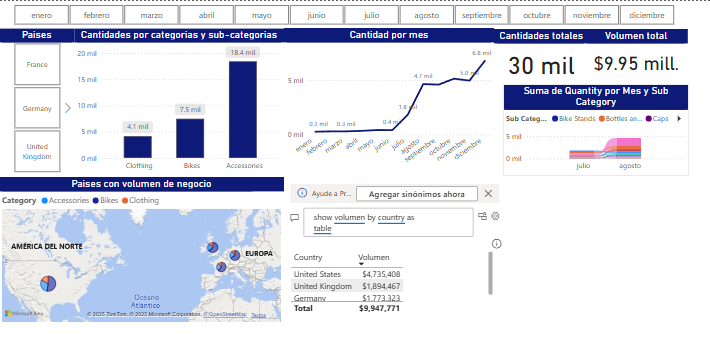 enero febrero marzo abril mayo junio julio agosto septiembre octubre noviembre diciembre
Paises
France
Germany
United
Kingdom
Cantidades por categorias y sub-categorias
20 mil
15 mil
10 mil
5 mil
0 mil
4.1 mil
7.5 mil
18.4 mil
Clothing Bikes Accessories
Cantidad por mes
5 mil
0 mil
0.3 mil 0.3 mil 0.4 mil 1.8 mil 4.7 mil 5.0 mil 6.8 mil
enero febrero marzo abril mayo junio julio agosto septiembre octubre noviembre diciembre
Cantidades totales
30 mil
Volumen total
$9.95 mill.
Suma de Quantity por Mes y Sub
Category
Sub Categ... Bike Stands Bottles an... Caps
5 mil
0 mil
julio agosto
Paises con volumen de negocio
Category Accessories Bikes Clothing
AMÉRICA DEL NORTE
EUROPA
Océano
Atlántico
Microsoft Bing
© 2025 TomTom, © 2025 Microsoft Corporation, © OpenStreetMap Terms
Ayude a Pr... Agregar sinónimos ahora
show volumen by country as
table
Country Volumen
United States $4,735,408
United Kingdom $1,894,467
Germany $1,773,323
Total $9,947,771